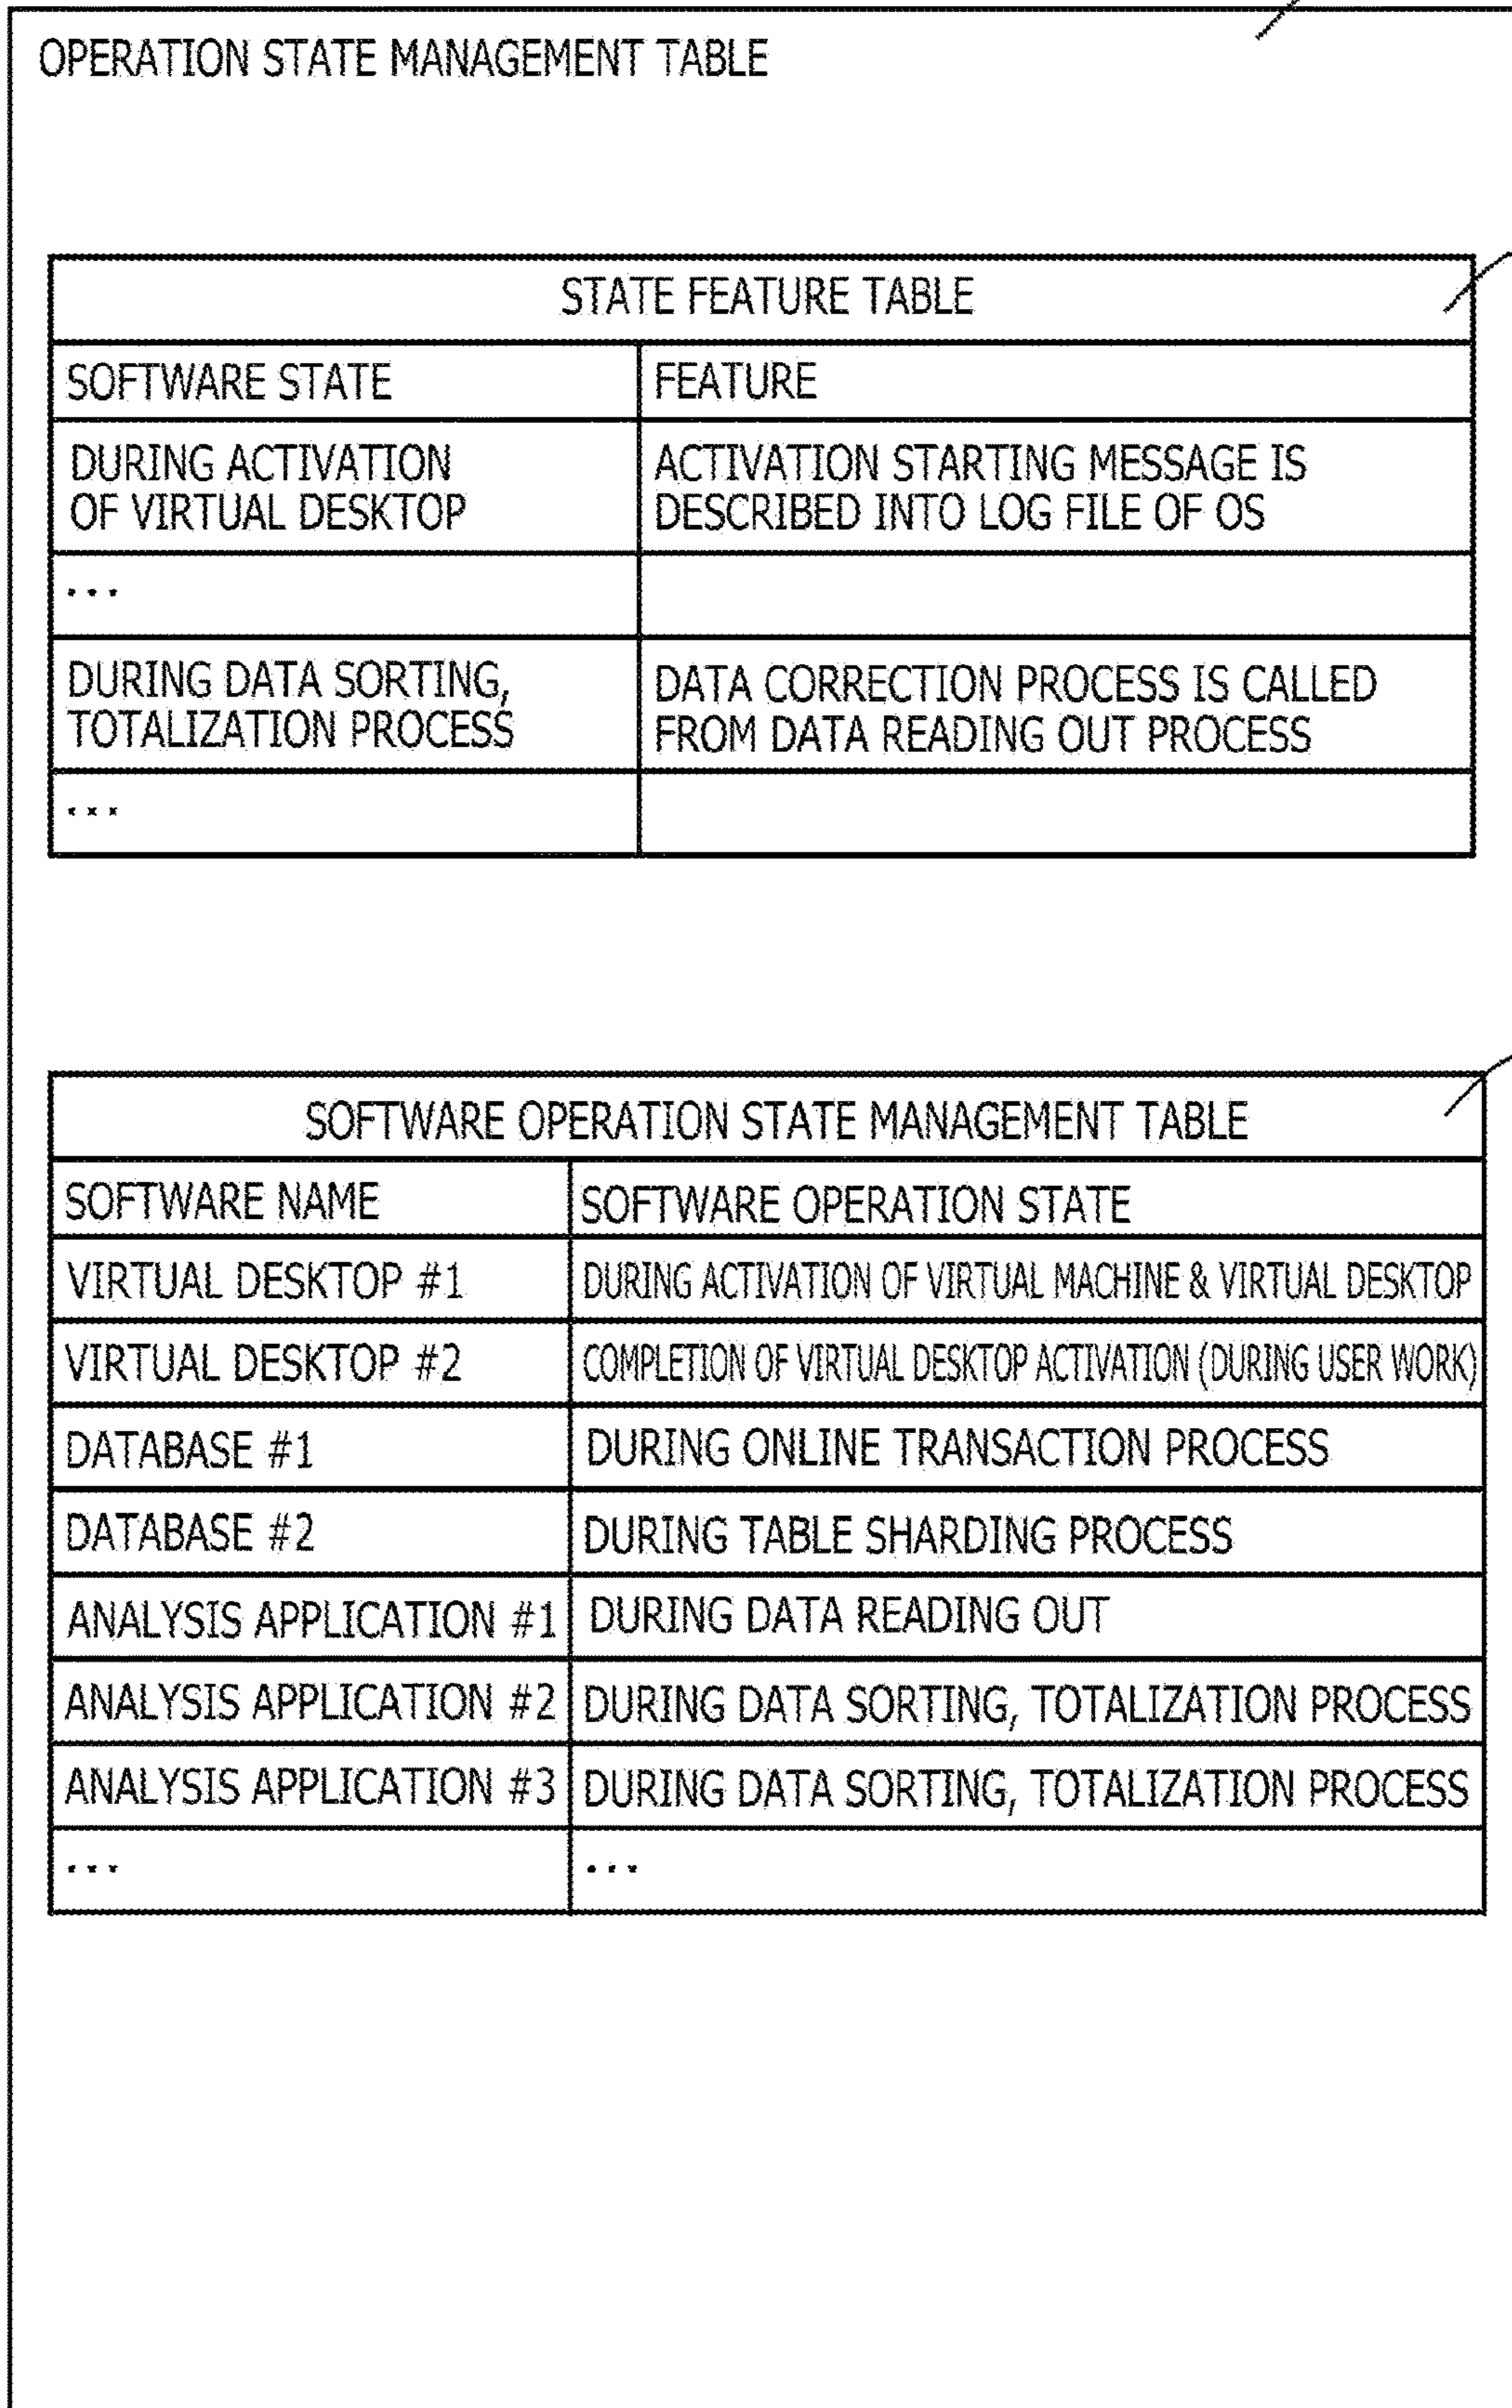 OPERATION STATE MANAGEMENT TABLE
STATE FEATURE TABLE
SOFTWARE STATE FEATURE
DURING ACTIVATION ACTIVATION STARTING MESSAGE IS
OF VIRTUAL DESKTOP DESCRIBED INTO LOG FILE OF OS
...
DURING DATA SORTING, DATA CORRECTION PROCESS IS CALLED
TOTALIZATION PROCESS FROM DATA READING OUT PROCESS
...
SOFTWARE OPERATION STATE MANAGEMENT TABLE
SOFTWARE NAME SOFTWARE OPERATION STATE
VIRTUAL DESKTOP #1 DURING ACTIVATION OF VIRTUAL MACHINE & VIRTUAL DESKTOP
VIRTUAL DESKTOP #2 COMPLETION OF VIRTUAL DESKTOP ACTIVATION (DURING USER WORK)
DATABASE #1 DURING ONLINE TRANSACTION PROCESS
DATABASE #2 DURING TABLE SHARDING PROCESS
ANALYSIS APPLICATION #1 DURING DATA READING OUT
ANALYSIS APPLICATION #2 DURING DATA SORTING, TOTALIZATION PROCESS
ANALYSIS APPLICATION #3 DURING DATA SORTING, TOTALIZATION PROCESS
... ...